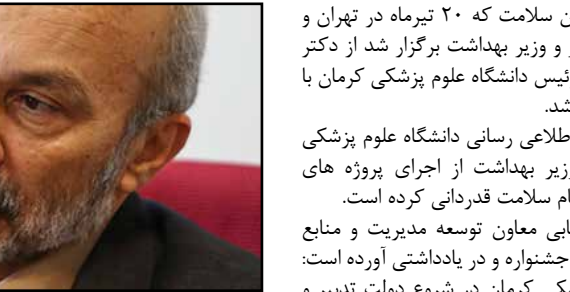 ن سلامت که ۲۰ تیرماه در تهران و
و وزیر بهداشت برگزار شد از دکتر
ئیس دانشگاه علوم پزشکی کرمان با
شد.
طلاعی رسانی دانشگاه علوم پزشکی
زیر بهداشت از اجرای پروژه های
ام سلامت قدردانی کرده است.
ابی معاون توسعه مدیریت و منابع
جشنواره و در یادداشتی آورده است:
کرمان در شروع دولت تدبیر و